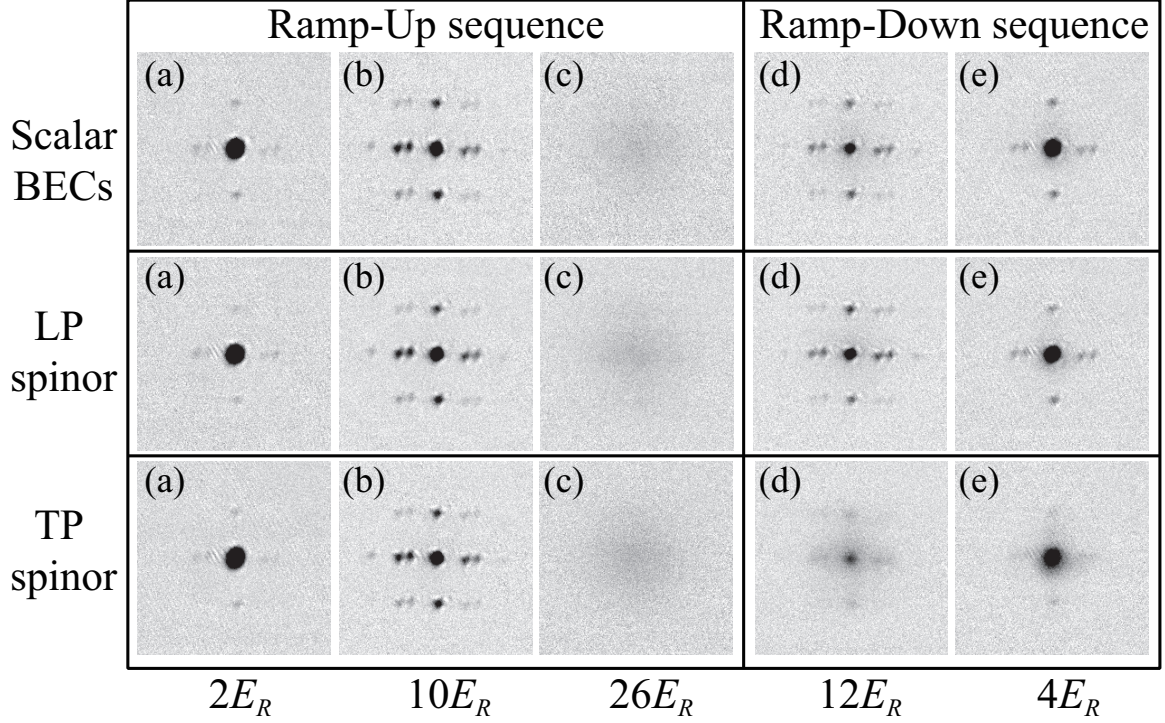 Ramp-Up sequence
Ramp-Down sequence
Scalar
BECs
(a)
(b)
(c)
(d)
(e)
LP
spinor
(a)
(b)
(c)
(d)
(e)
TP
spinor
(a)
(b)
(c)
(d)
(e)
2E_R
10E_R
26E_R
12E_R
4E_R